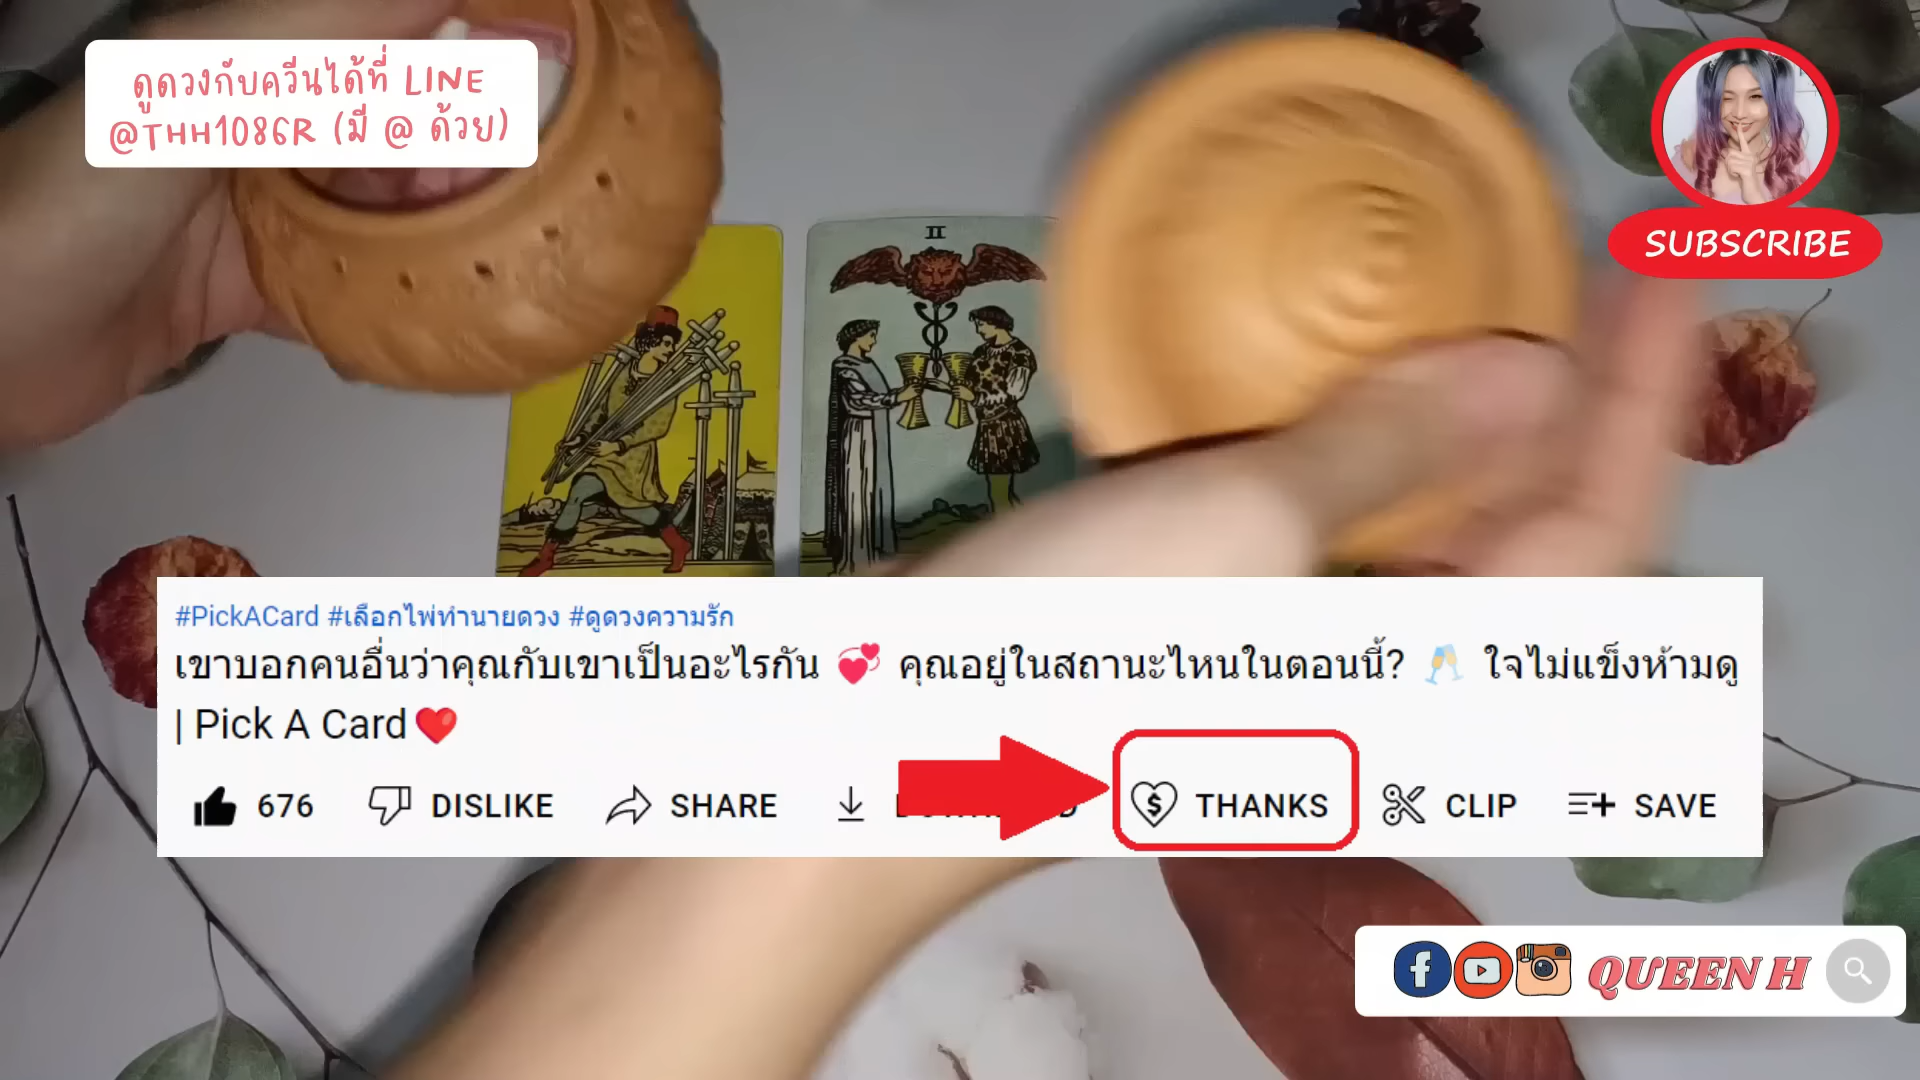 ดูดวงกับควีนได้ที่ LINE
@THH1086R (มี @ ด้วย)
SUBSCRIBE
II
#PickACard #เลือกไพ่ทำนายดวง #ดูดวงความรัก
เขาบอกคนอื่นว่าคุณกับเขาเป็นอะไรกัน 💞 คุณอยู่ในสถานะไหนในตอนนี้? 🥂 ใจไม่แข็งห้ามดู
| Pick A Card❤️
676 DISLIKE SHARE THANKS CLIP SAVE
QUEEN H